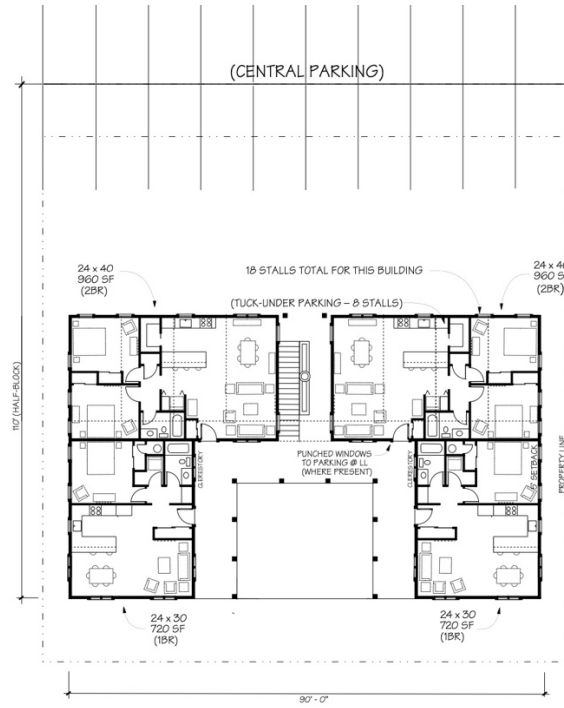 (CENTRAL PARKING)
24 x 40
960 SF
(2BR)
18 STALLS TOTAL FOR THIS BUILDING
(TUCK-UNDER PARKING – 8 STALLS)
24 x 40
960 SF
(2BR)
110' (HALF-BLOCK)
CLERESTORY
PUNCHED WINDOWS
TO PARKING @ LL
(WHERE PRESENT)
CLERESTORY
5' SETBACK
PROPERTY LINE
24 x 30
720 SF
(1BR)
24 x 30
720 SF
(1BR)
90' - 0"